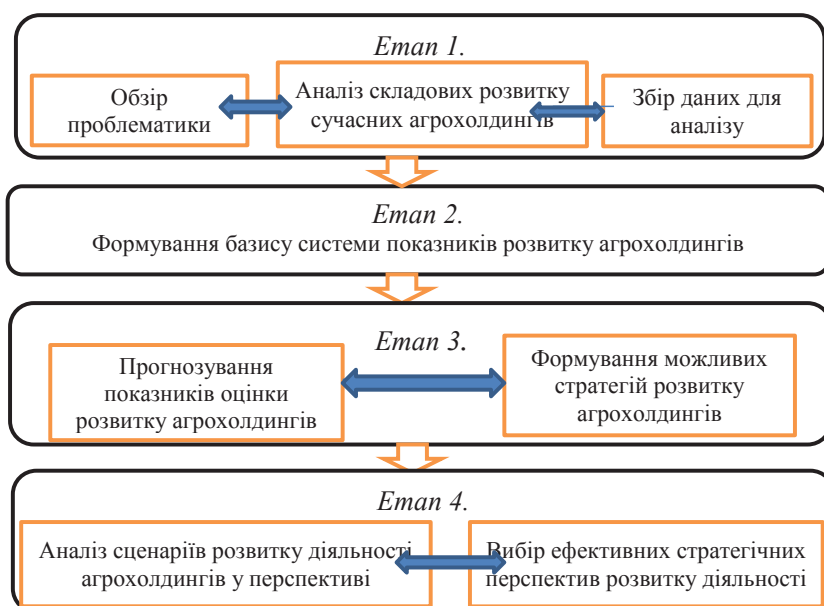 Етап 1.
Обзір
проблематики
Аналіз складових розвитку
сучасних агрохолдингів
Збір даних для
аналізу
Етап 2.
Формування базису системи показників розвитку агрохолдингів
Етап 3.
Прогнозування
показників оцінки
розвитку агрохолдингів
Формування можливих
стратегій розвитку
агрохолдингів
Етап 4.
Аналіз сценаріїв розвитку діяльності
агрохолдингів у перспективі
Вибір ефективних стратегічних
перспектив розвитку діяльності